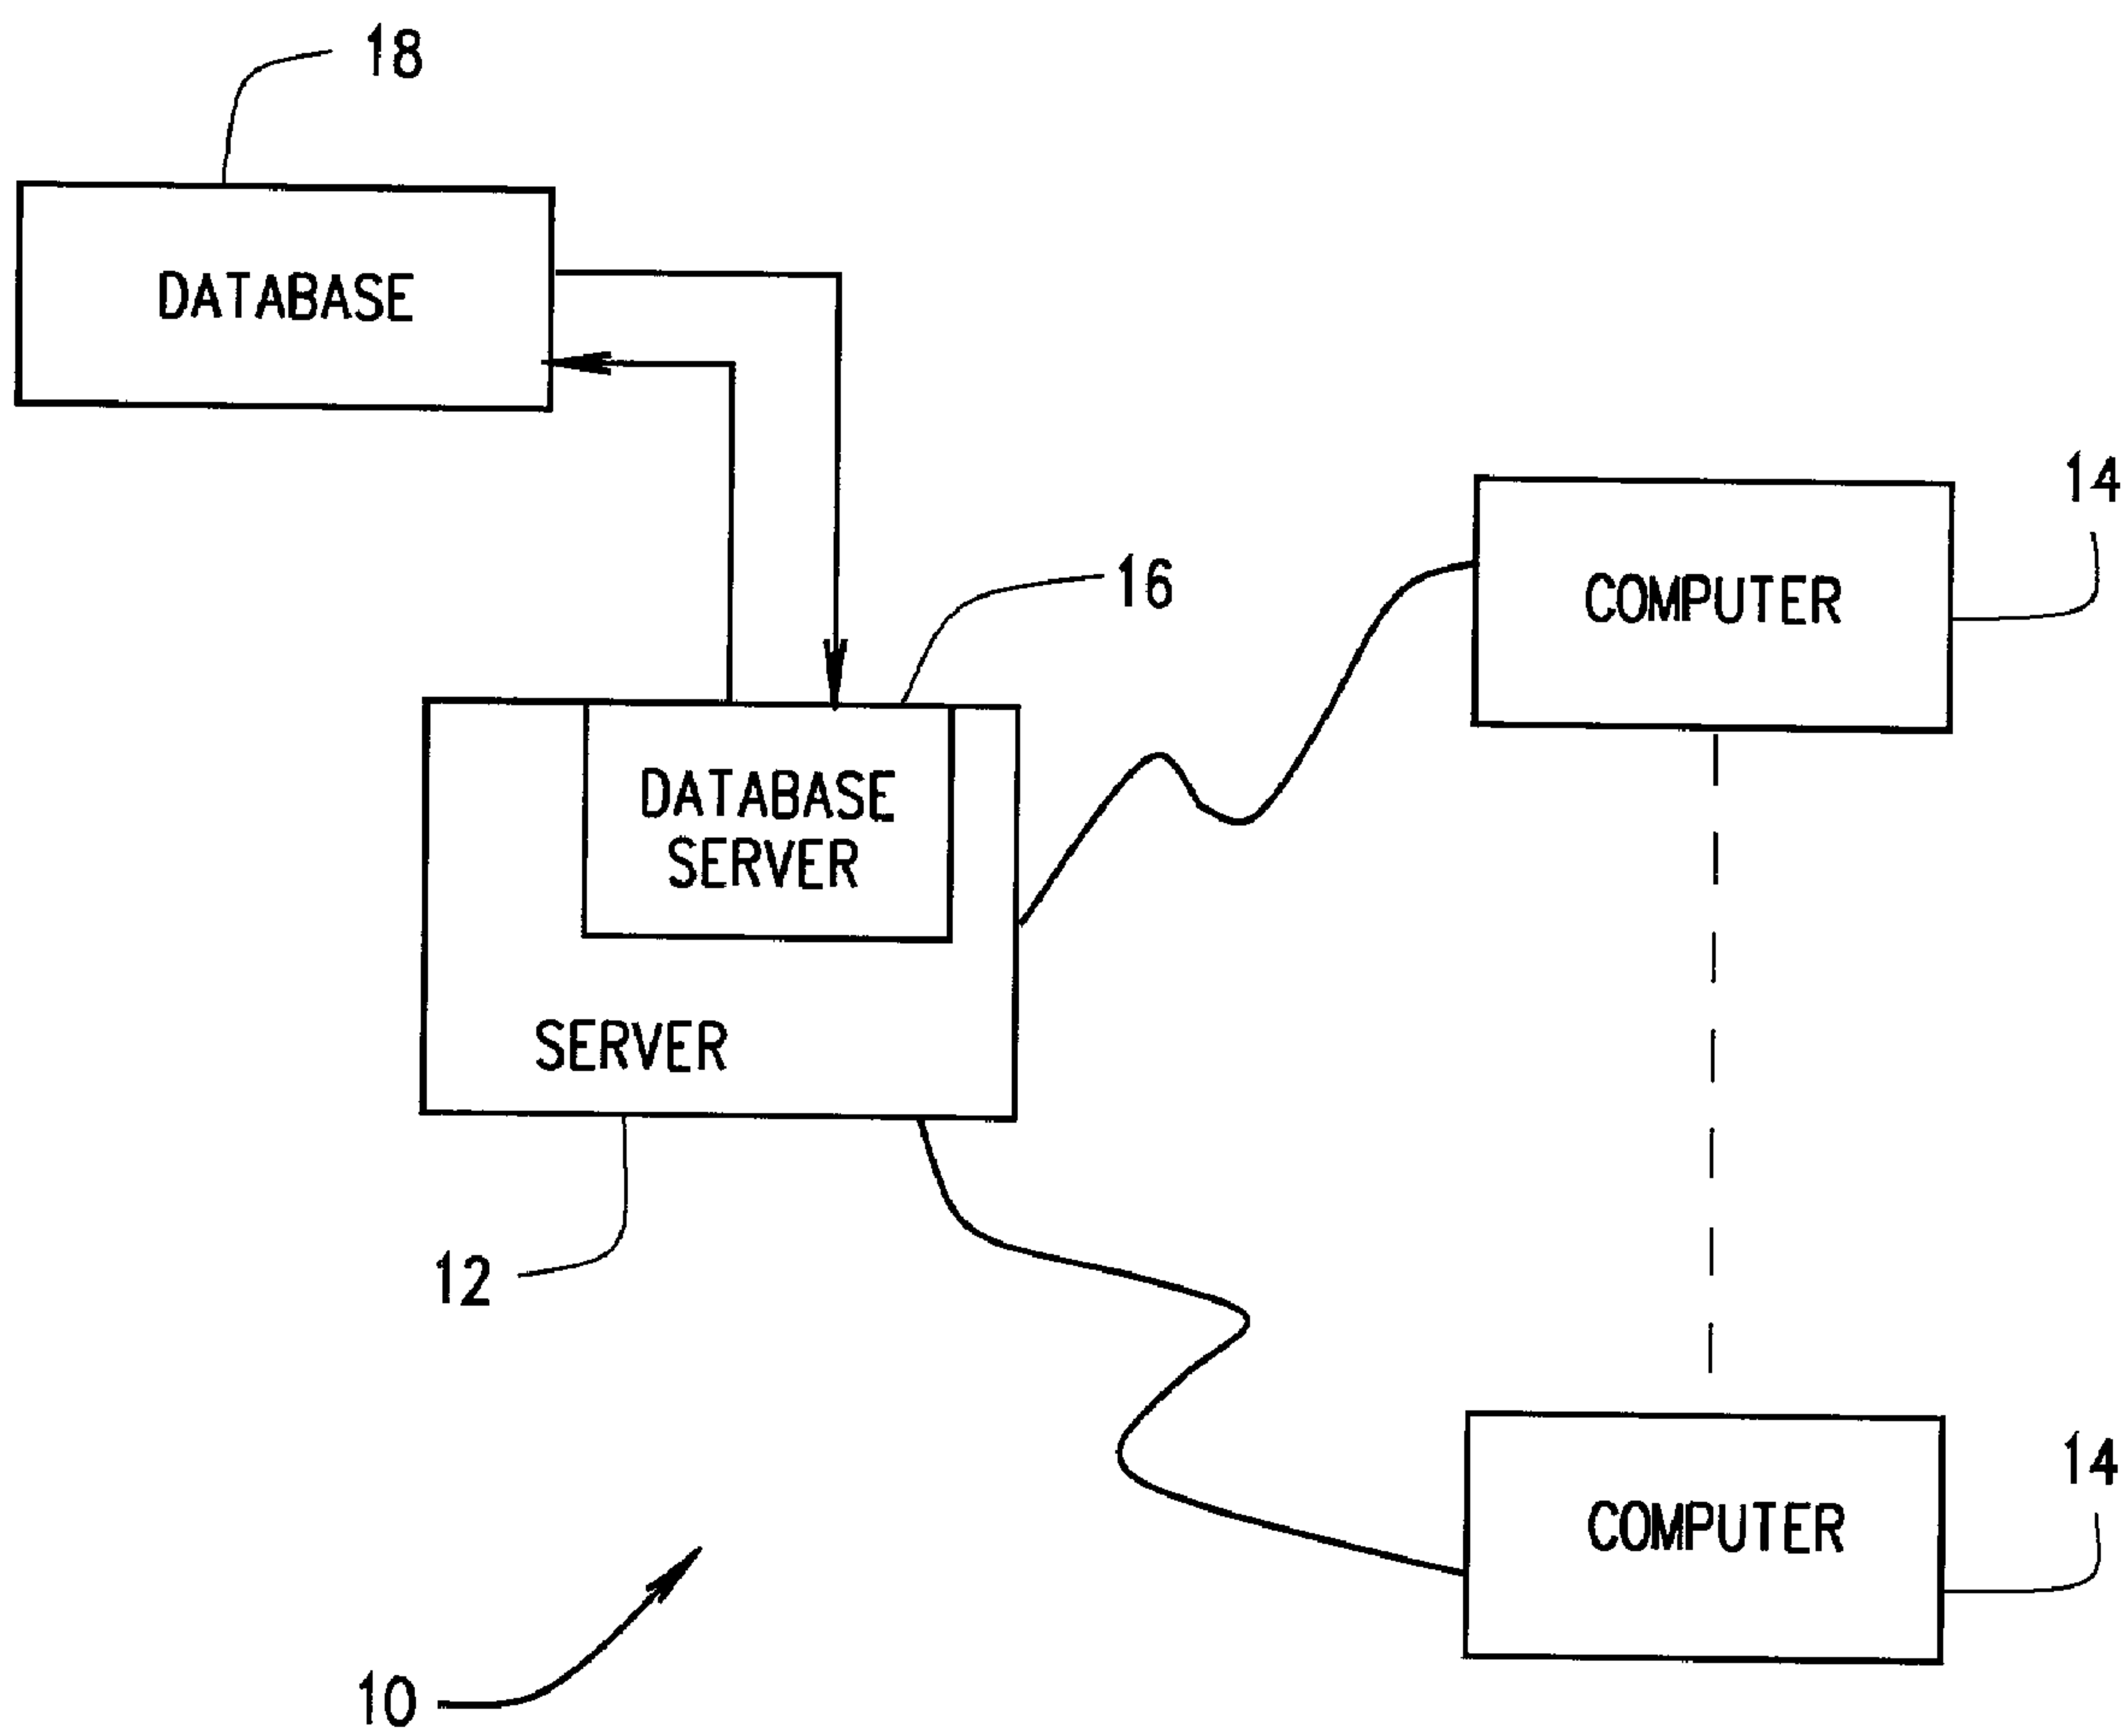 18
DATABASE
14
16
COMPUTER
DATABASE
SERVER
SERVER
12
14
COMPUTER
10